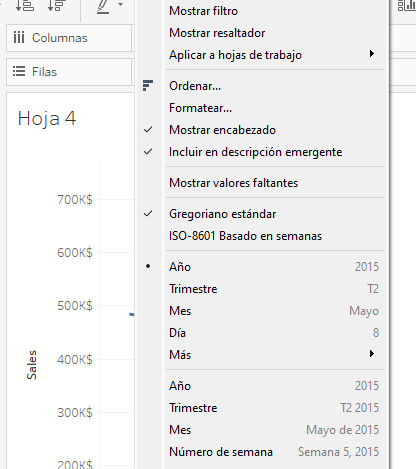 Mostrar filtro
Mostrar resaltador
Columnas
Aplicar a hojas de trabajo
Filas
Ordenar...
Formatear...
Hoja 4
Mostrar encabezado
Incluir en descripción emergente
Mostrar valores faltantes
700K$
Gregoriano estándar
ISO-8601 Basado en semanas
600K$
Año 2015
Trimestre T2
500K$
Mes Mayo
Día 8
Más
400K$
Sales
Año 2015
Trimestre T2 2015
300K$
Mes Mayo de 2015
Número de semana Semana 5, 2015
200K$